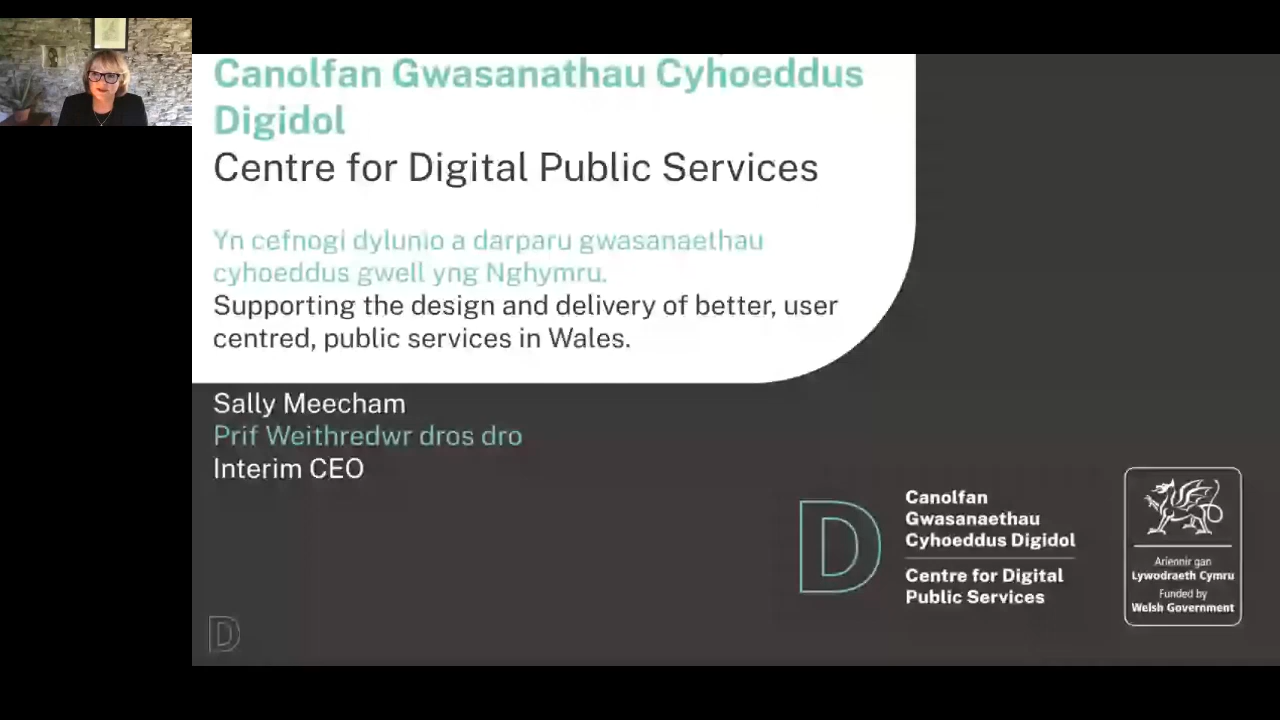 Canolfan Gwasanathau Cyhoeddus
Digidol
Centre for Digital Public Services
Yn cefnogi dylunio a darparu gwasanaethau
cyhoeddus gwell yng Nghymru.
Supporting the design and delivery of better, user
centred, public services in Wales.
Sally Meecham
Prif Weithredwr dros dro
Interim CEO
D
Canolfan
Gwasanaethau
Cyhoeddus Digidol
Centre for Digital
Public Services
Ariennir gan
Lywodraeth Cymru
Funded by
Welsh Government
D